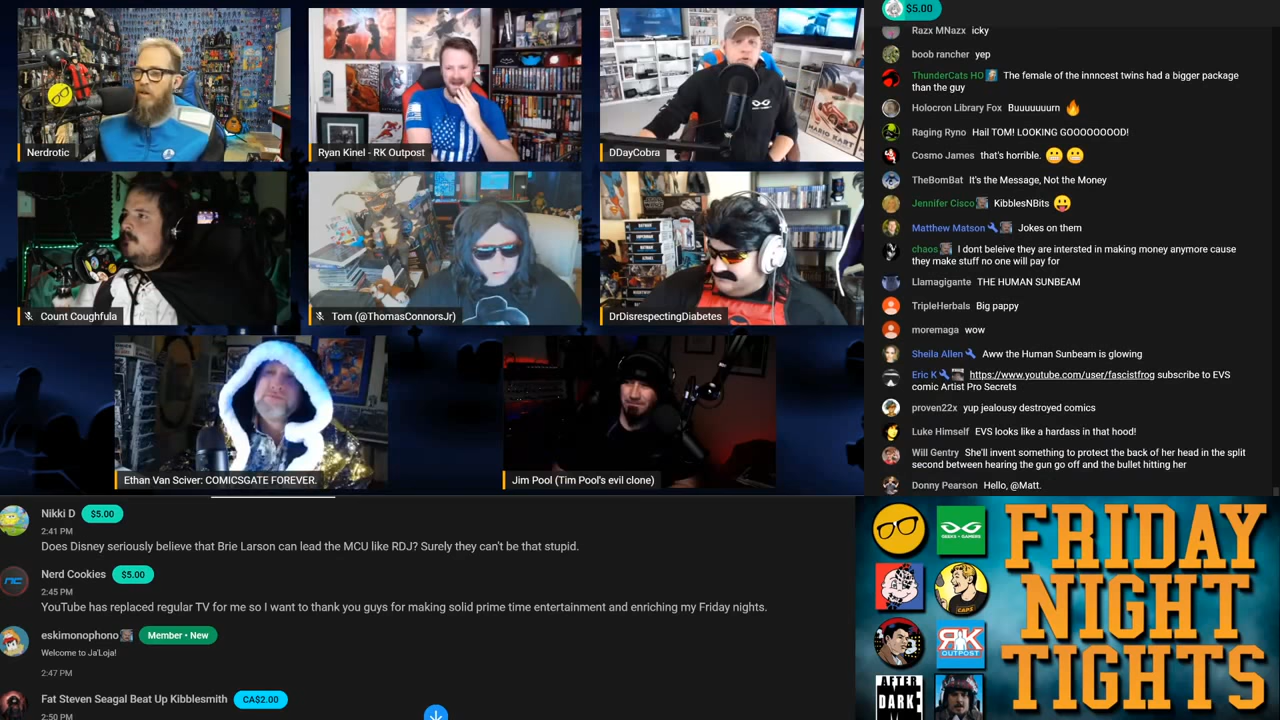 Nerdrotic
Ryan Kinel - RK Outpost
DDayCobra
MARIO KART
Count Coughfula
Tom (@ThomasConnorsJr)
DrDisrespectingDiabetes
Ethan Van Sciver: COMICSGATE FOREVER.
Jim Pool (Tim Pool's evil clone)
$5.00
Razx MNazx icky
boob rancher yep
ThunderCats HO The female of the inncest twins had a bigger package
than the guy
Holocron Library Fox Buuuuuuurn 🔥
Raging Ryno Hail TOM! LOOKING GOOOOOOOOD!
Cosmo James that's horrible. 😬 😬
TheBomBat It's the Message, Not the Money
Jennifer Cisco KibblesNBits 😛
Matthew Matson Jokes on them
chaos I dont beleive they are intersted in making money anymore cause
they make stuff no one will pay for
Llamagigante THE HUMAN SUNBEAM
TripleHerbals Big pappy
moremaga wow
Sheila Allen Aww the Human Sunbeam is glowing
Eric K https://www.youtube.com/user/fascistfrog subscribe to EVS
comic Artist Pro Secrets
proven22x yup jealousy destroyed comics
Luke Himself EVS looks like a hardass in that hood!
Will Gentry She'll invent something to protect the back of her head in the split
second between hearing the gun go off and the bullet hitting her
Donny Pearson Hello, @Matt.
Nikki D $5.00
2:41 PM
Does Disney seriously believe that Brie Larson can lead the MCU like RDJ? Surely they can't be that stupid.
Nerd Cookies $5.00
2:45 PM
YouTube has replaced regular TV for me so I want to thank you guys for making solid prime time entertainment and enriching my Friday nights.
eskimonophono Member • New
Welcome to Ja'Loja!
2:47 PM
Fat Steven Seagal Beat Up Kibblesmith CA$2.00
2:50 PM
GEEKS + GAMERS
CAPS
RK
OUTPOST
AFTER
DARK
FRIDAY
NIGHT
TIGHTS